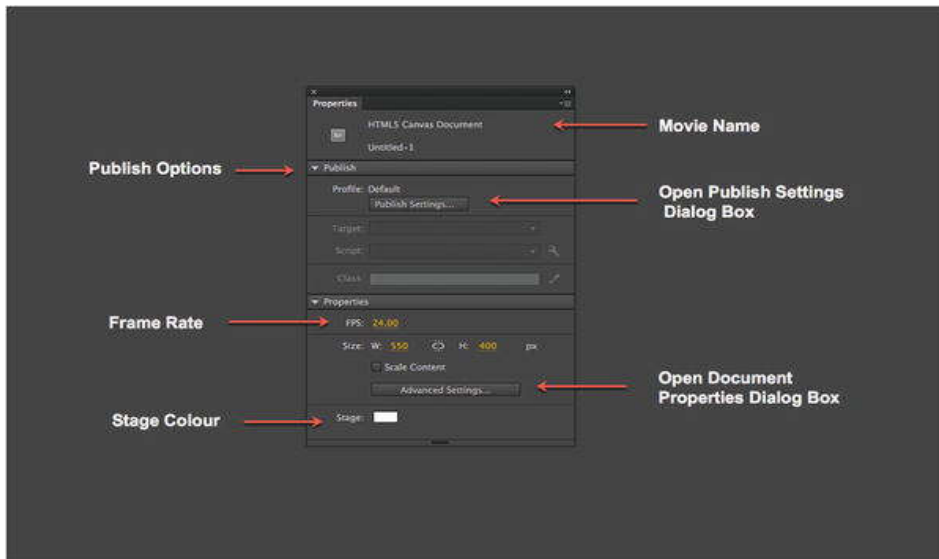 Properties
HTML5 Canvas Document
Movie Name
Untitled-1
Publish Options
Publish
Profile: Default
Open Publish Settings
Dialog Box
Publish Settings...
Target:
Script:
Class:
Properties
Frame Rate
FPS: 24.00
Size: W: 550 H: 400 px
Scale Content
Open Document
Properties Dialog Box
Advanced Settings...
Stage Colour
Stage: